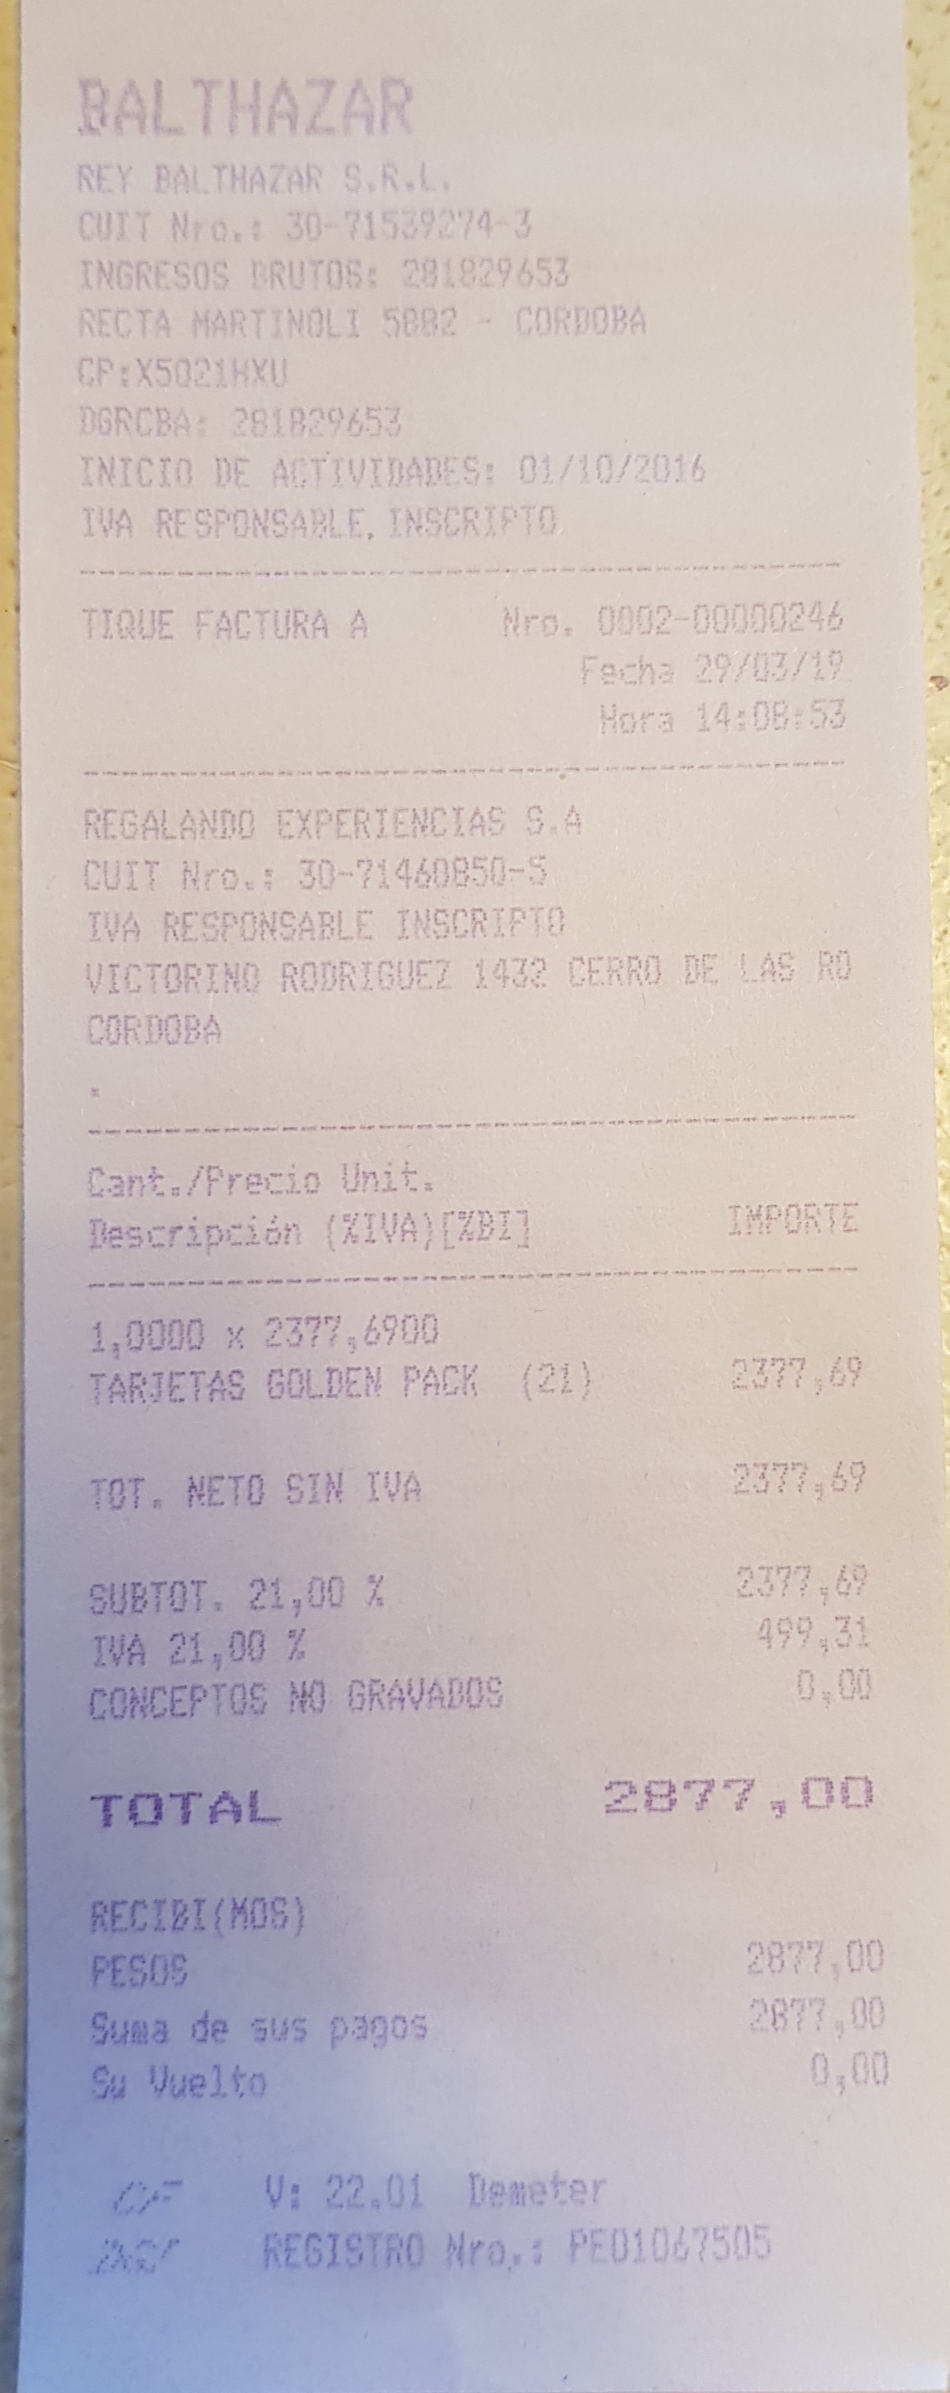 BALTHAZAR
REY BALTHAZAR S.R.L.
CUIT Nro.: 30-71539274-3
INGRESOS BRUTOS: 281829653
RECTA MARTINOLI 5882 - CORDOBA
CP:X5021HXU
DGRCBA: 281829653
INICIO DE ACTIVIDADES: 01/10/2016
IVA RESPONSABLE INSCRIPTO
TIQUE FACTURA A Nro. 0002-00000246
Fecha 29/03/19
Hora 14:08:53
REGALANDO EXPERIENCIAS S.A
CUIT Nro.: 30-71460850-5
IVA RESPONSABLE INSCRIPTO
VICTORINO RODRIGUEZ 1432 CERRO DE LAS RO
CORDOBA
.
Cant./Precio Unit.
Descripción (%IVA)[%BI] IMPORTE
1,0000 x 2377,6900
TARJETAS GOLDEN PACK (21) 2377,69
TOT. NETO SIN IVA 2377,69
SUBTOT. 21,00 % 2377,69
IVA 21,00 % 499,31
CONCEPTOS NO GRAVADOS 0,00
TOTAL 2877,00
RECIBI(MOS)
PESOS 2877,00
Suma de sus pagos 2877,00
Su Vuelto 0,00
CF V: 22.01 Demeter
REGISTRO Nro.: PEO1067505